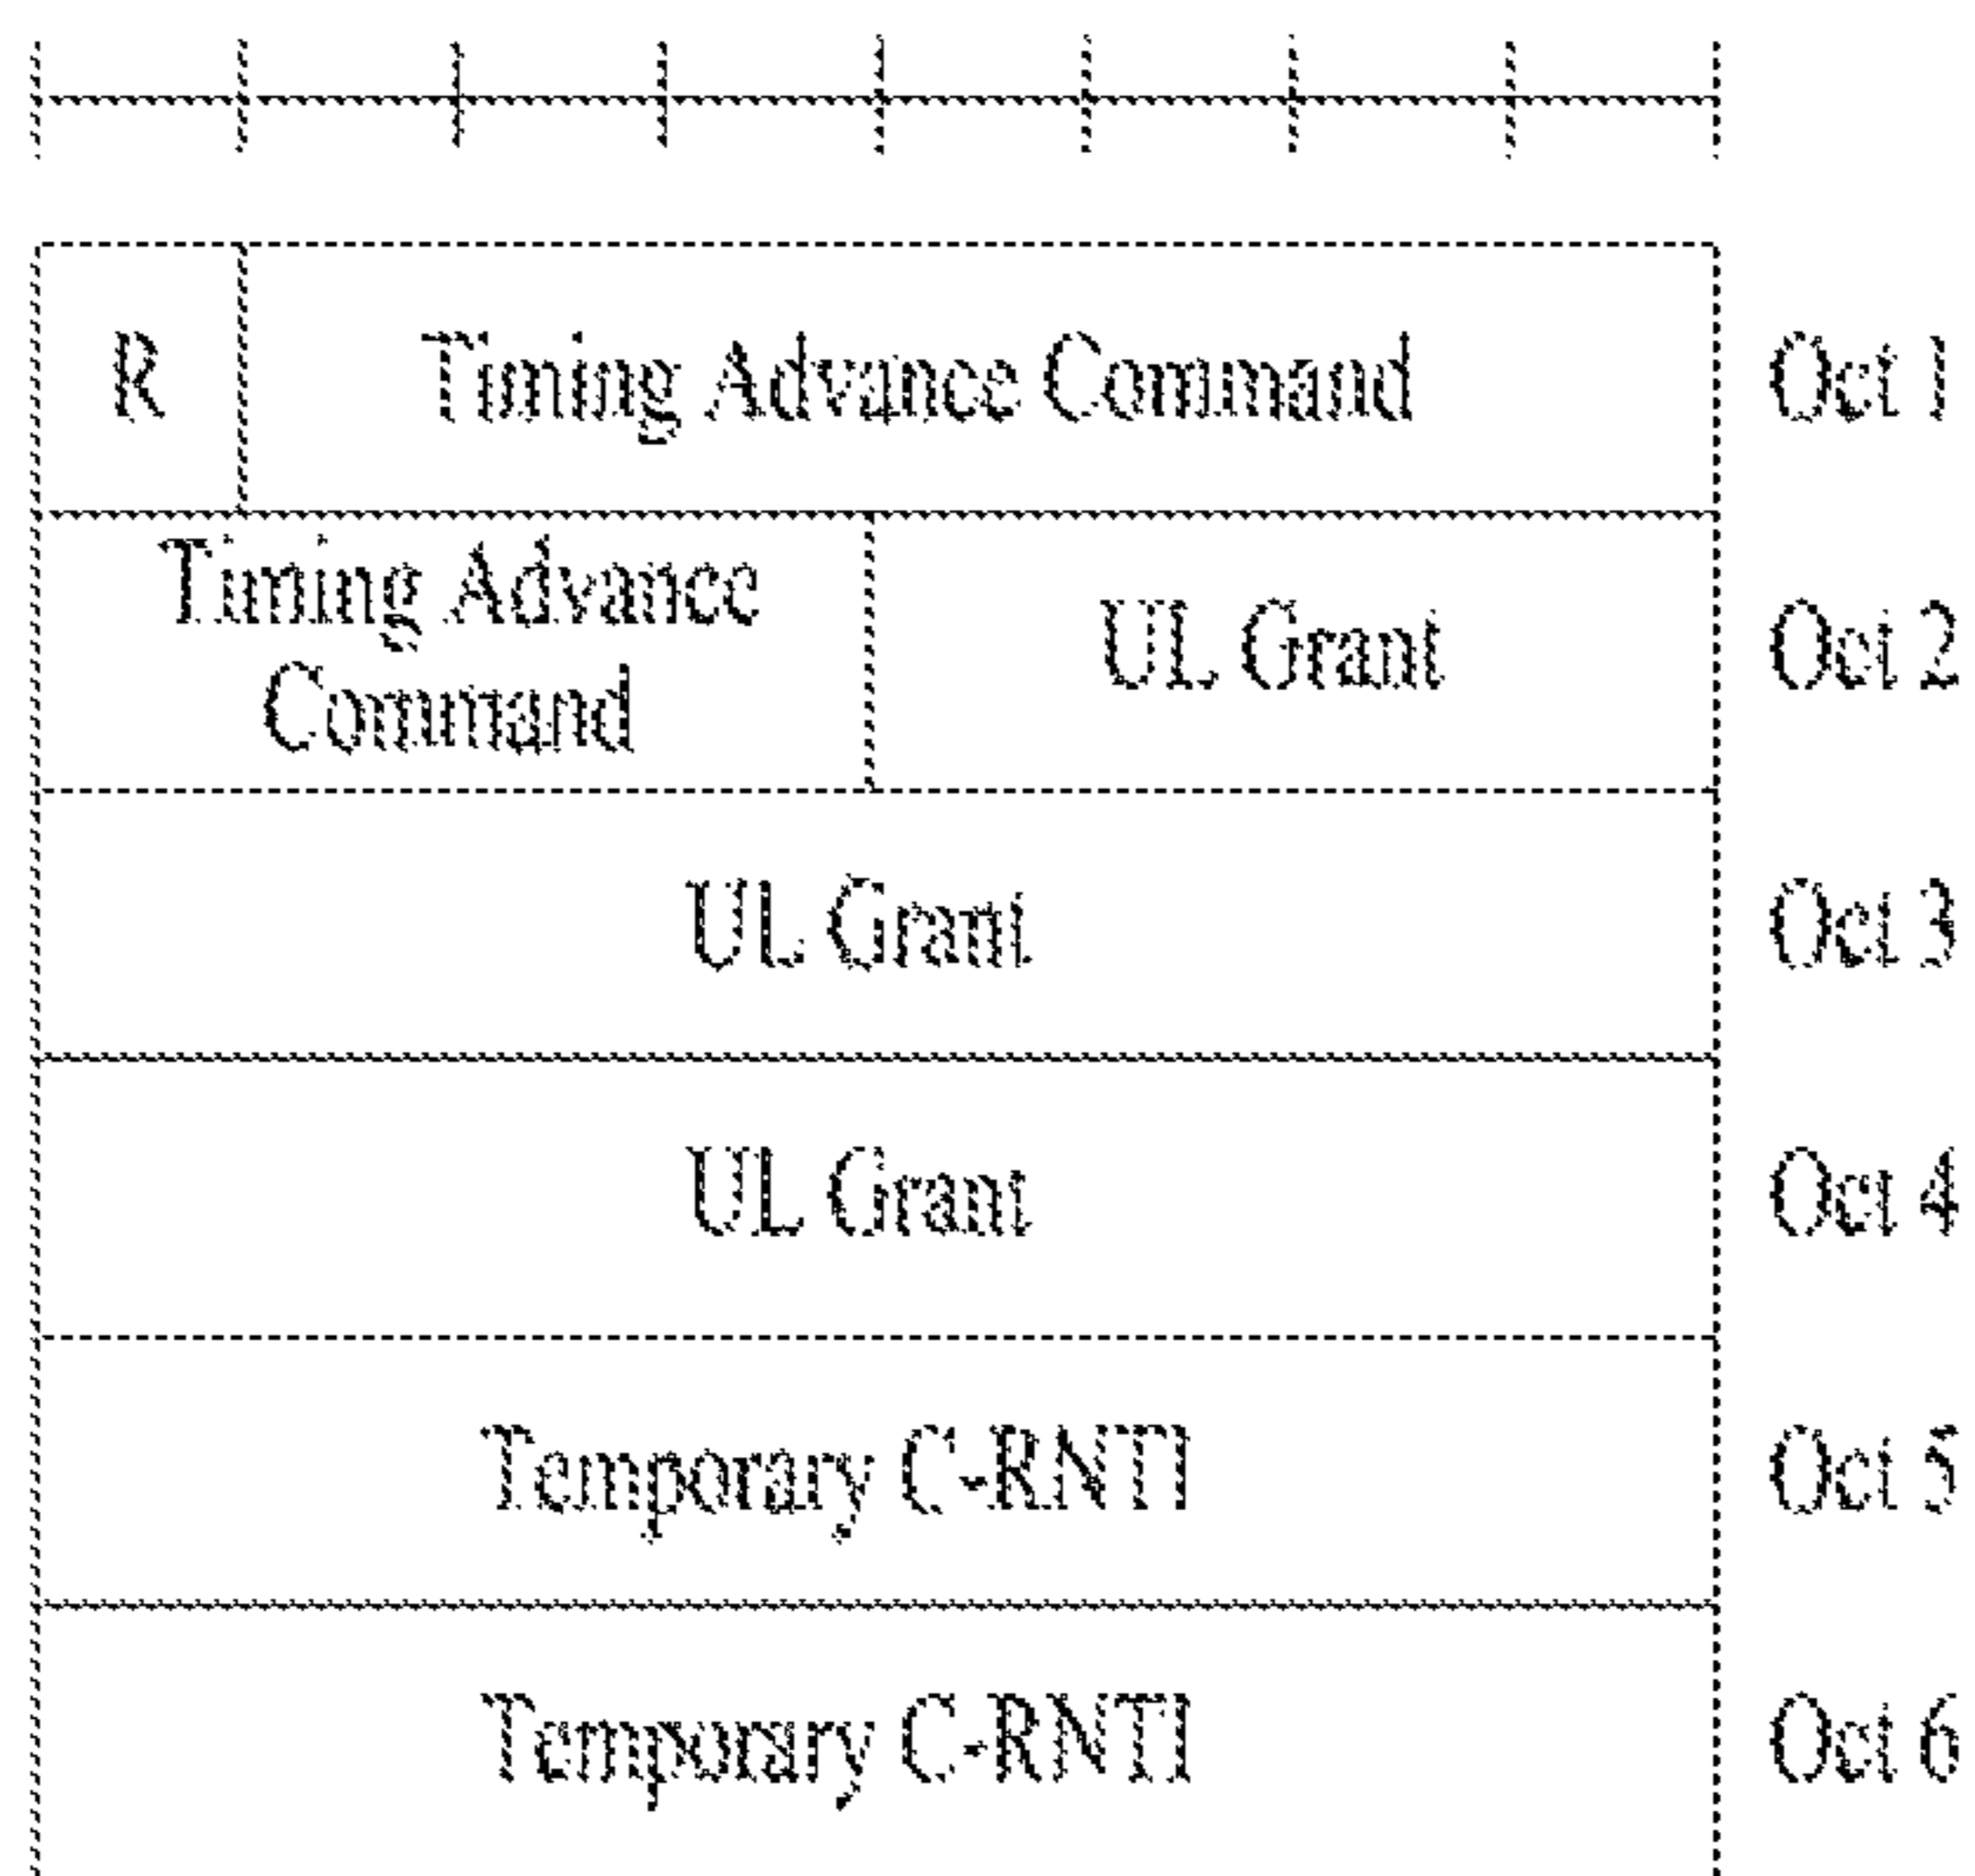 R Timing Advance Command Oct 1
Timing Advance
Command
UL Grant Oct 2
UL Grant Oct 3
UL Grant Oct 4
Temporary C-RNTI Oct 5
Temporary C-RNTI Oct 6